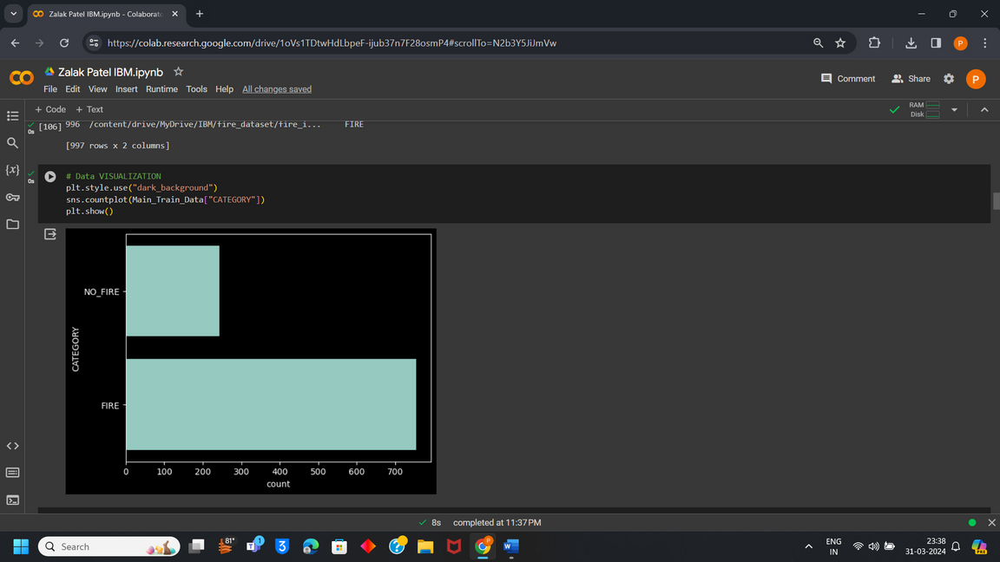 Zalak Patel IBM.ipynb - Colaborato
https://colab.research.google.com/drive/1oVs1TDtwHdLbpeF-ijub37n7F28osmP4#scrollTo=N2b3Y5JiJmVw
P
Zalak Patel IBM.ipynb
File Edit View Insert Runtime Tools Help All changes saved
Comment Share P
+ Code + Text
RAM
Disk
0s [106] 996 /content/drive/MyDrive/IBM/fire_dataset/fire_i... FIRE
[997 rows x 2 columns]
{x}
0s
# Data VISUALIZATION
plt.style.use("dark_background")
sns.countplot(Main_Train_Data["CATEGORY"])
plt.show()
NO_FIRE
CATEGORY
FIRE
0 100 200 300 400 500 600 700
count
8s completed at 11:37 PM
Search
81°
1
ENG
IN
23:38
31-03-2024
PRE